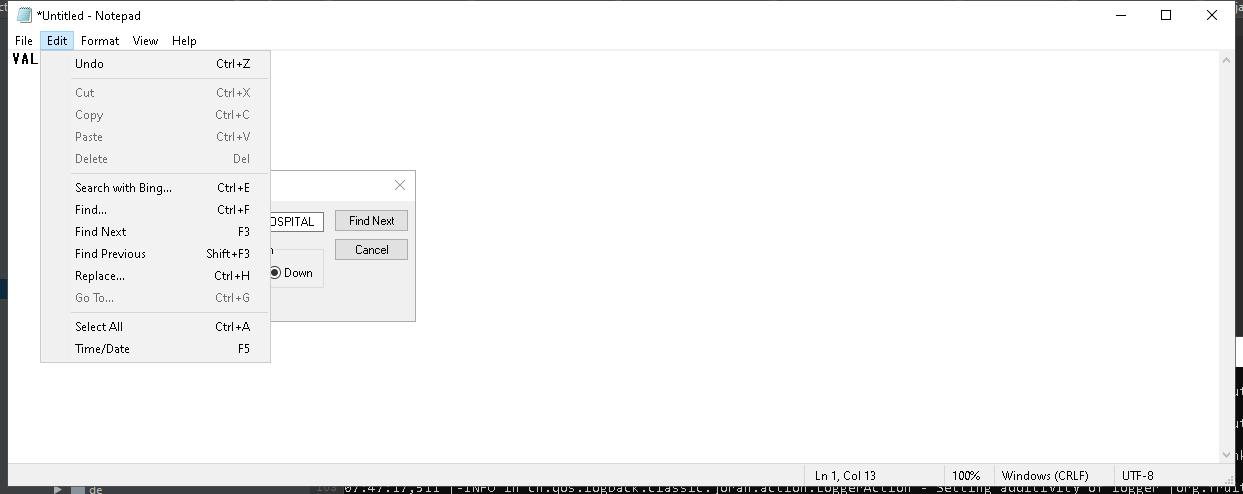 *Untitled - Notepad
File Edit Format View Help
VAL
Undo Ctrl+Z
Cut Ctrl+X
Copy Ctrl+C
Paste Ctrl+V
Delete Del
Search with Bing... Ctrl+E
Find... Ctrl+F
Find Next F3
Find Previous Shift+F3
Replace... Ctrl+H
Go To... Ctrl+G
Select All Ctrl+A
Time/Date F5
OSPITAL Find Next
Cancel
n
Down
Ln 1, Col 13 100% Windows (CRLF) UTF-8
de 07:47:17,511 |-INFO in ch.qos.logback.classic.joran.action.LoggerAction - Setting additivity of logger [org.